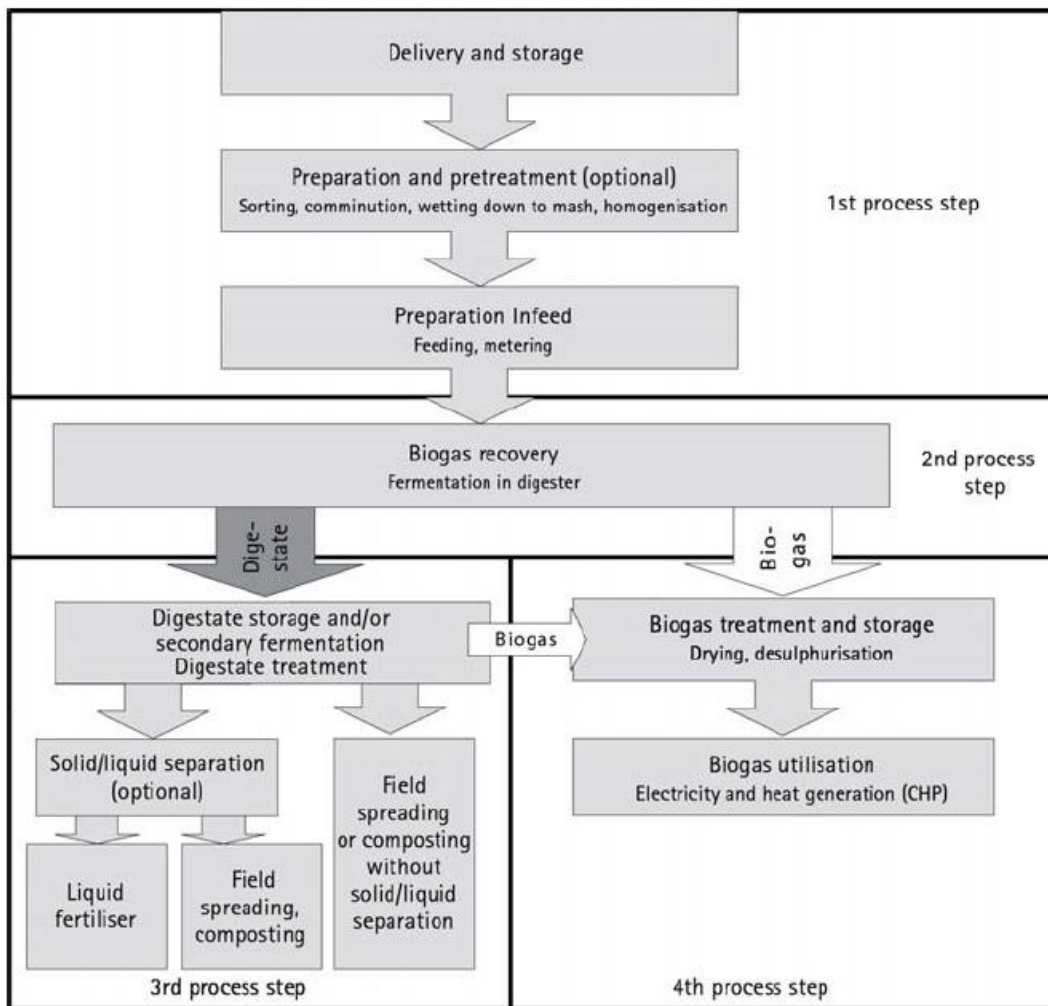 Delivery and storage
Preparation and pretreatment (optional)
Sorting, comminution, wetting down to mash, homogenisation
1st process step
Preparation Infeed
Feeding, metering
Biogas recovery
Fermentation in digester
2nd process
step
Dige-
state
Bio-
gas
Digestate storage and/or
secondary fermentation
Digestate treatment
Biogas
Biogas treatment and storage
Drying, desulphurisation
Solid/liquid separation
(optional)
Field
spreading
or composting
without
solid/liquid
separation
Biogas utilisation
Electricity and heat generation (CHP)
Liquid
fertiliser
Field
spreading,
composting
3rd process step
4th process step